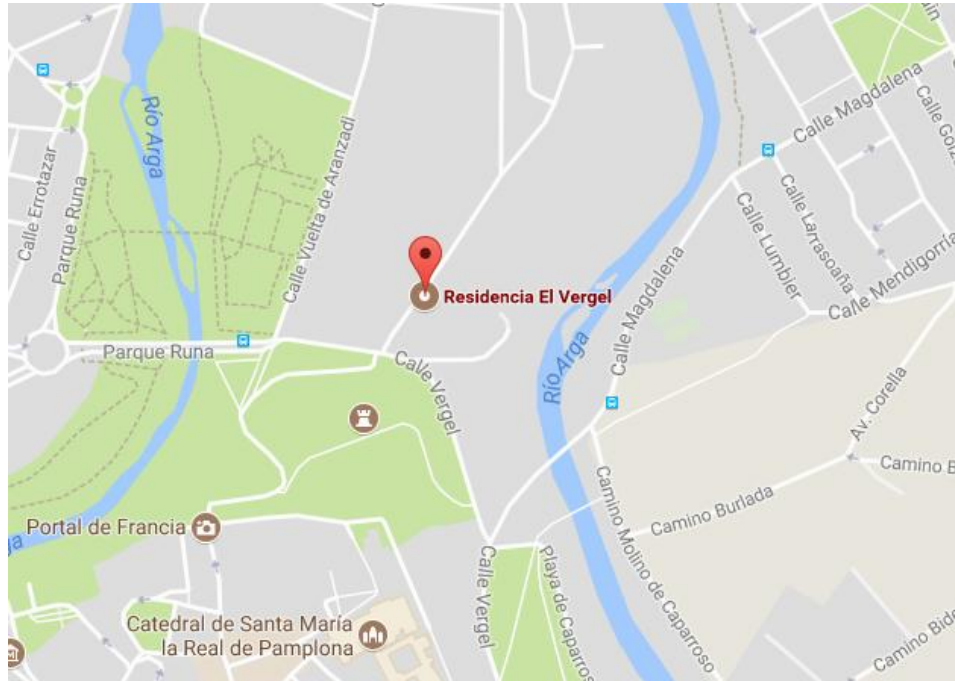 Río Arga
Calle Magdalena
Calle Goiz
Calle Errotazar
Parque Runa
Calle Vuelta de Aranzadi
Calle Larrasoaña
Calle Lumbier
Calle Mendigorría
Residencia El Vergel
Calle Magdalena
Río Arga
Parque Runa
Calle Vergel
Av. Corella
Camino B
Camino Burlada
Portal de Francia
Camino Molino de Caparroso
Calle Vergel
Playa de Caparros
Catedral de Santa María
la Real de Pamplona
Camino Bide